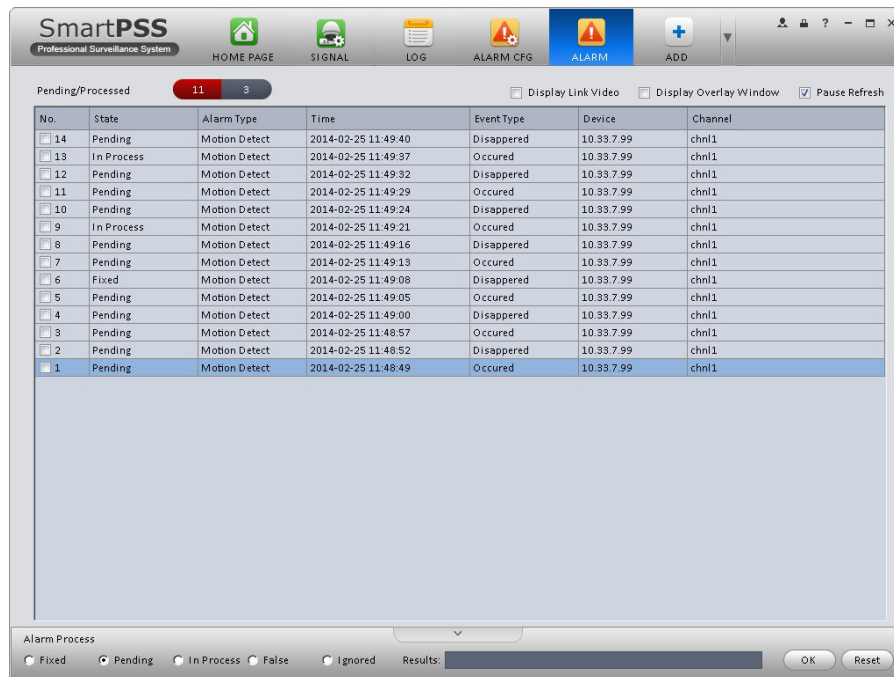 SmartPSS
Professional Surveillance System
HOME PAGE
SIGNAL
LOG
ALARM CFG
ALARM
ADD
?
Pending/Processed 11 3 Display Link Video Display Overlay Window Pause Refresh
No. State Alarm Type Time Event Type Device Channel
14 Pending Motion Detect 2014-02-25 11:49:40 Disappered 10.33.7.99 chnl1
13 In Process Motion Detect 2014-02-25 11:49:37 Occured 10.33.7.99 chnl1
12 Pending Motion Detect 2014-02-25 11:49:32 Disappered 10.33.7.99 chnl1
11 Pending Motion Detect 2014-02-25 11:49:29 Occured 10.33.7.99 chnl1
10 Pending Motion Detect 2014-02-25 11:49:24 Disappered 10.33.7.99 chnl1
9 In Process Motion Detect 2014-02-25 11:49:21 Occured 10.33.7.99 chnl1
8 Pending Motion Detect 2014-02-25 11:49:16 Disappered 10.33.7.99 chnl1
7 Pending Motion Detect 2014-02-25 11:49:13 Occured 10.33.7.99 chnl1
6 Fixed Motion Detect 2014-02-25 11:49:08 Disappered 10.33.7.99 chnl1
5 Pending Motion Detect 2014-02-25 11:49:05 Occured 10.33.7.99 chnl1
4 Pending Motion Detect 2014-02-25 11:49:00 Disappered 10.33.7.99 chnl1
3 Pending Motion Detect 2014-02-25 11:48:57 Occured 10.33.7.99 chnl1
2 Pending Motion Detect 2014-02-25 11:48:52 Disappered 10.33.7.99 chnl1
1 Pending Motion Detect 2014-02-25 11:48:49 Occured 10.33.7.99 chnl1
Alarm Process
Fixed Pending In Process False Ignored Results: OK Reset